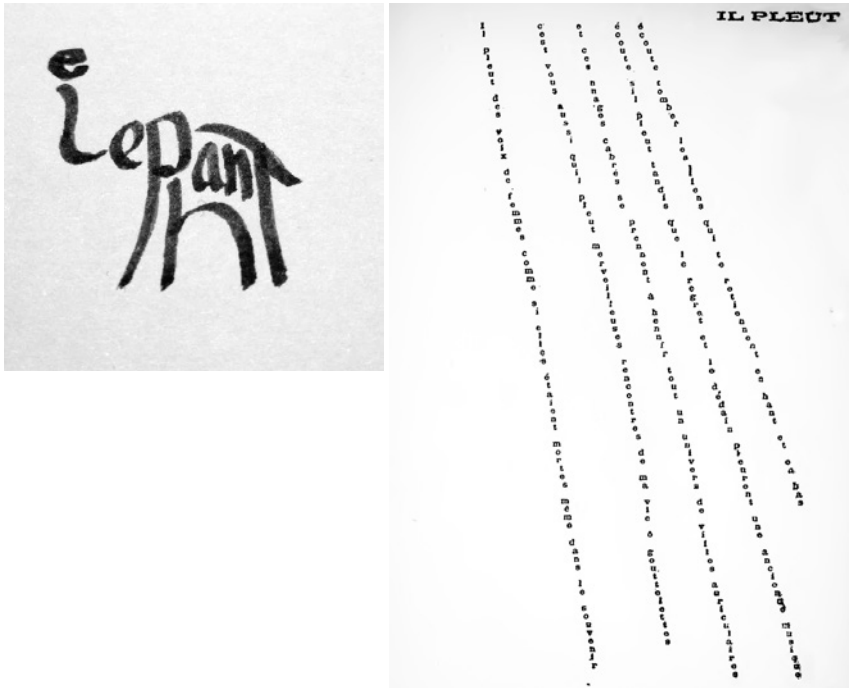 elephant
IL PLEUT
Il pleut des voix de femmes comme si elles étaient mortes même dans le souvenir
c'est vous aussi qu'il pleut merveilleuses rencontres de ma vie ô gouttelettes
et ces nuages cabrés se prennent à hennir tout un univers de villes auriculaires
écoute s'il pleut tandis que le regret et le dédain pleurent une ancienne musique
écoute tomber les liens qui te retiennent en haut et en bas